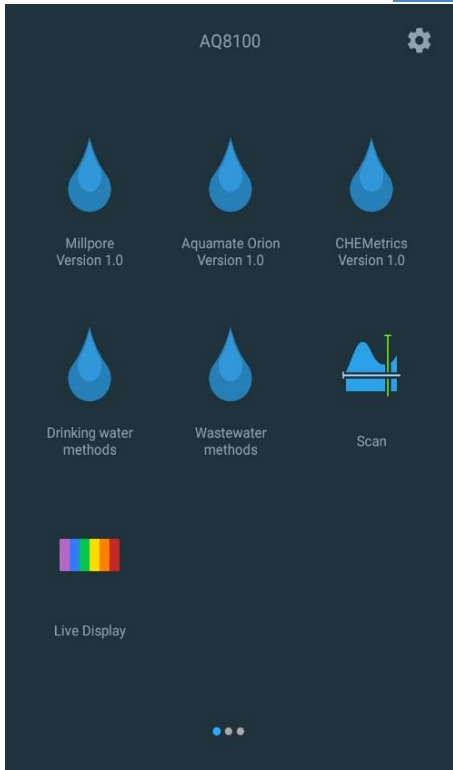 AQ8100
Millpore
Version 1.0
Aquamate Orion
Version 1.0
CHEMetrics
Version 1.0
Drinking water
methods
Wastewater
methods
Scan
Live Display